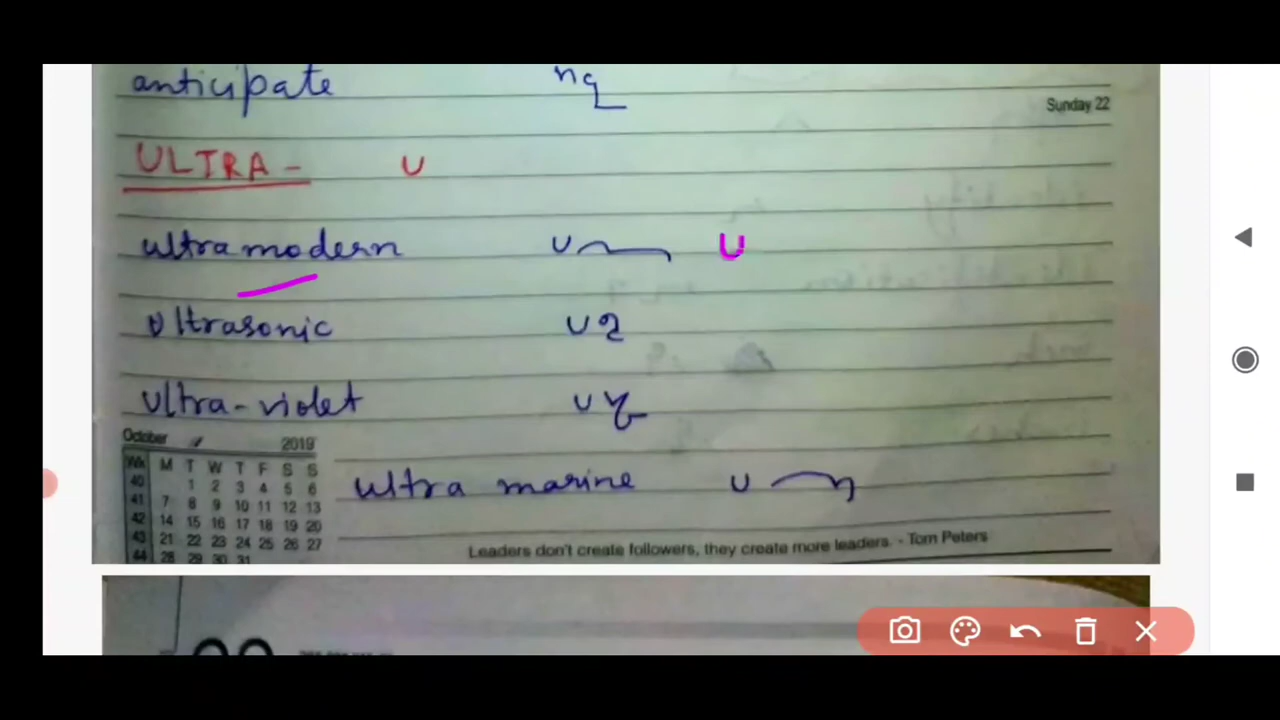 anticipate
Sunday 22
ULTRA - U
ultra modern U U
Ultrasonic U
Ultra-violet U
October 2019
Wk M T W T F S S
40 1 2 3 4 5 6
41 7 8 9 10 11 12 13
42 14 15 16 17 18 19 20
43 21 22 23 24 25 26 27
44 28 29 30 31
ultra marine U
Leaders don't create followers, they create more leaders. - Tom Peters